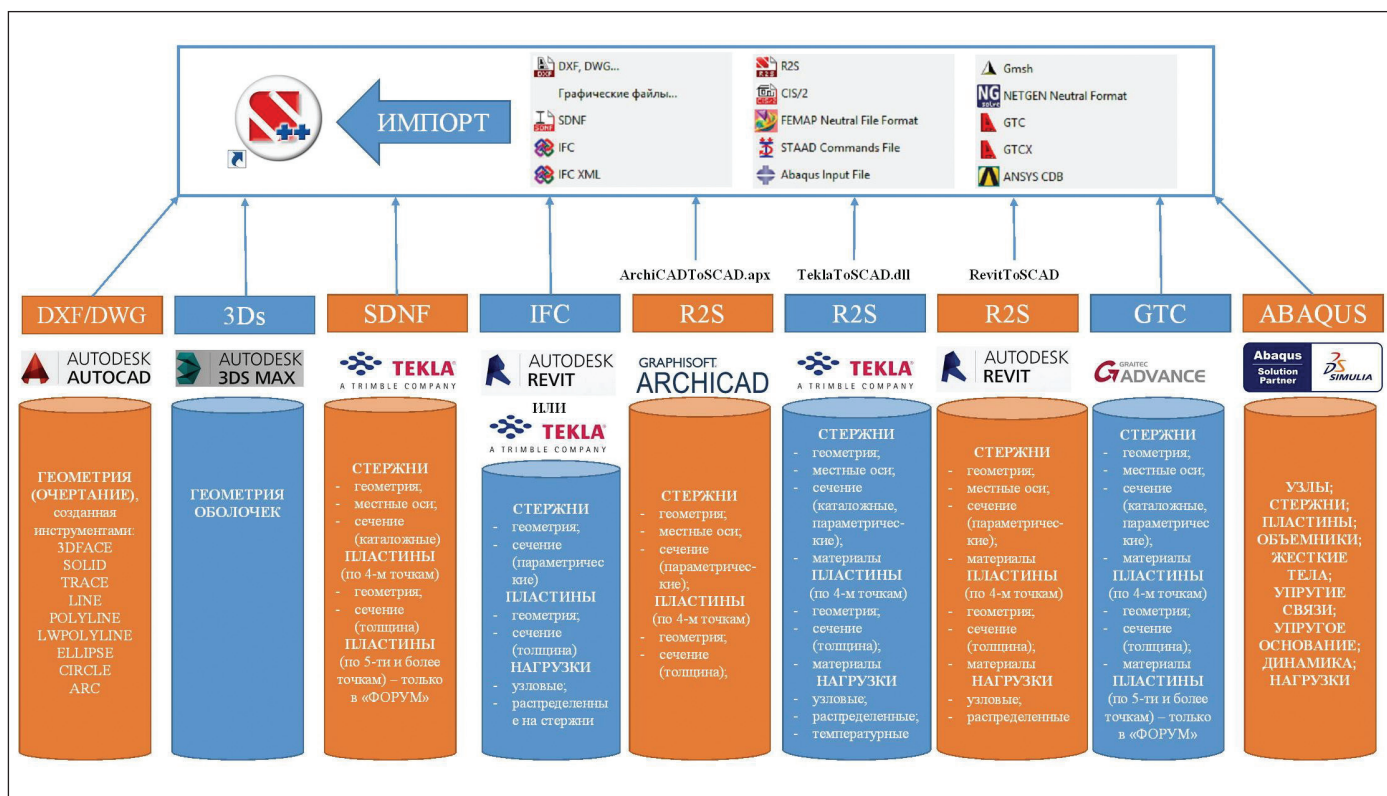 ИМПОРТ
DXF, DWG...
Графические файлы...
SDNF
IFC
IFC XML
R2S
CIS/2
FEMAP Neutral File Format
STAAD Commands File
Abaqus Input File
Gmsh
NETGEN Neutral Format
GTC
GTCX
ANSYS CDB
ArchiCADToSCAD.apx
TeklaToSCAD.dll
RevitToSCAD
DXF/DWG
AUTODESK
AUTOCAD
ГЕОМЕТРИЯ
(ОЧЕРТАНИЕ),
созданная
инструментами:
3DFACE
SOLID
TRACE
LINE
POLYLINE
LWPOLYLINE
ELLIPSE
CIRCLE
ARC
3Ds
AUTODESK
3DS MAX
ГЕОМЕТРИЯ
ОБОЛОЧЕК
SDNF
TEKLA
A TRIMBLE COMPANY
СТЕРЖНИ
- геометрия;
- местные оси;
- сечение
(каталожные)
ПЛАСТИНЫ
(по 4-м точкам)
- геометрия;
- сечение
(толщина)
ПЛАСТИНЫ
(по 5-ти и более
точкам) – только
в «ФОРУМ»
IFC
AUTODESK
REVIT
ИЛИ
TEKLA
A TRIMBLE COMPANY
СТЕРЖНИ
- геометрия;
- сечение
(параметричес
кие)
ПЛАСТИНЫ
- геометрия;
- сечение
(толщина)
НАГРУЗКИ
- узловые;
- распределенны
е на стержни
R2S
GRAPHISOFT
ARCHICAD
СТЕРЖНИ
- геометрия;
- местные оси;
- сечение
(параметричес-
кие);
ПЛАСТИНЫ
(по 4-м точкам)
- геометрия;
- сечение
(толщина);
R2S
TEKLA
A TRIMBLE COMPANY
СТЕРЖНИ
- геометрия;
- местные оси;
- сечение
(каталожные,
параметричес-
кие);
- материалы
ПЛАСТИНЫ
(по 4-м точкам)
- геометрия;
- сечение
(толщина);
- материалы
НАГРУЗКИ
- узловые;
- распределенные;
- температурные
R2S
AUTODESK
REVIT
СТЕРЖНИ
- геометрия;
- местные оси;
- сечение
(параметричес-
кие);
- материалы
ПЛАСТИНЫ
(по 4-м точкам)
- геометрия;
- сечение
(толщина);
- материалы
НАГРУЗКИ
- узловые;
- распределенные
GTC
GRAITEC
ADVANCE
СТЕРЖНИ
- геометрия;
- местные оси;
- сечение
(каталожные,
параметричес
кие);
- материалы
ПЛАСТИНЫ
(по 4-м точкам)
- геометрия;
- сечение
(толщина);
- материалы
ПЛАСТИНЫ
(по 5-ти и более
точкам) – только
в «ФОРУМ»
ABAQUS
Abaqus
Solution
Partner
SIMULIA
УЗЛЫ;
СТЕРЖНИ;
ПЛАСТИНЫ;
ОБЪЕМНИКИ;
ЖЕСТКИЕ
ТЕЛА;
УПРУГИЕ
СВЯЗИ;
УПРУГОЕ
ОСНОВАНИЕ;
ДИНАМИКА;
НАГРУЗКИ